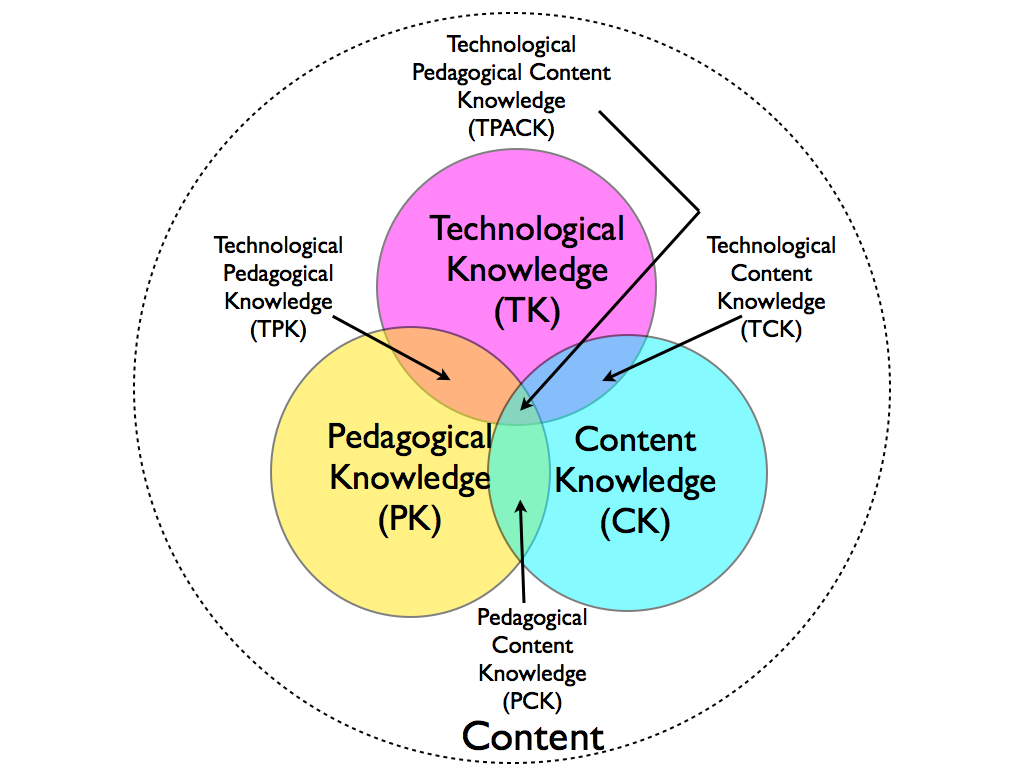 Technological
Pedagogical Content
Knowledge
(TPACK)
Technological
Knowledge
(TK)
Technological
Pedagogical
Knowledge
(TPK)
Technological
Content
Knowledge
(TCK)
Pedagogical
Knowledge
(PK)
Content
Knowledge
(CK)
Pedagogical
Content
Knowledge
(PCK)
Content